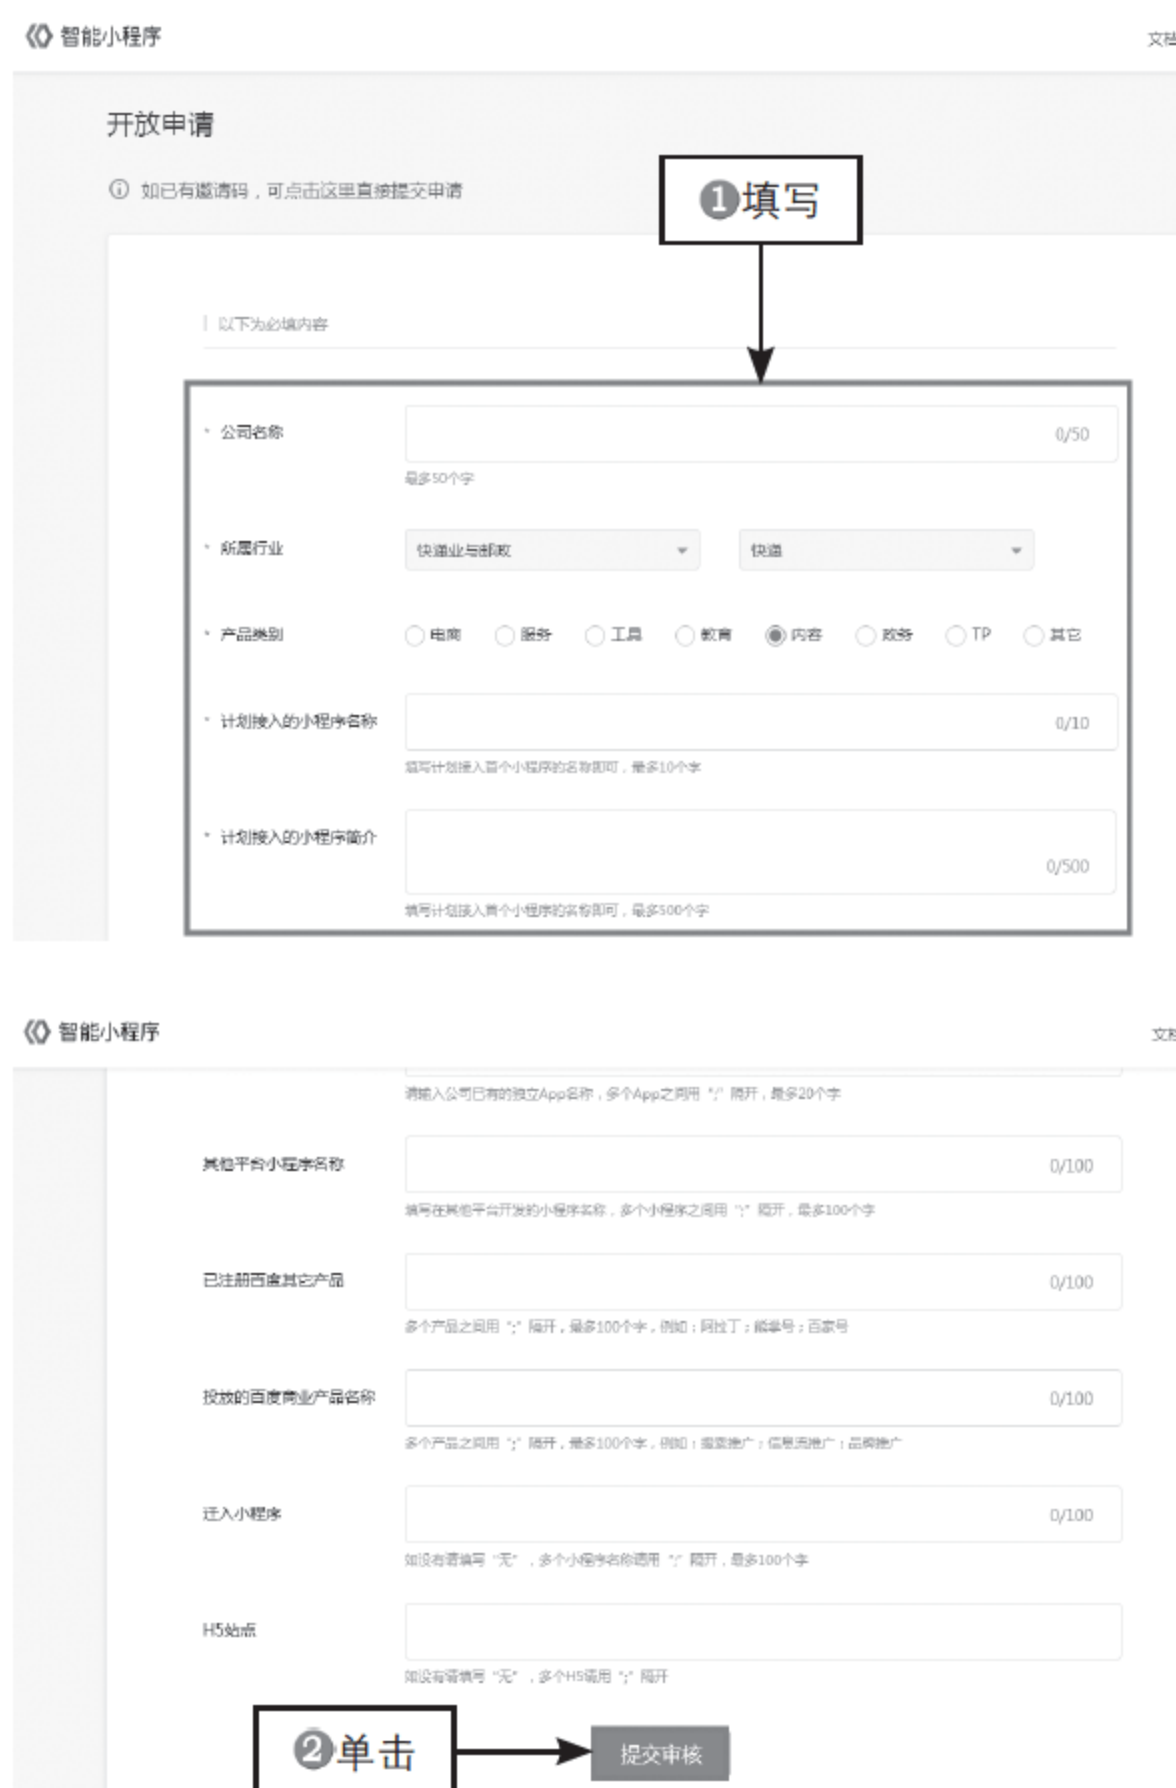 智能小程序
文档
开放申请
如已有邀请码，可点击这里直接提交申请
❶填写
以下为必填内容
* 公司名称
0/50
最多50个字
* 所属行业 快递业与邮政 快递
* 产品类别 电商 服务 工具 教育 内容 政务 TP 其它
* 计划接入的小程序名称
0/10
填写计划接入首个小程序的名称即可，最多10个字
* 计划接入的小程序简介
0/500
填写计划接入首个小程序的名称即可，最多500个字
智能小程序
文档
请输入公司已有的独立App名称，多个App之间用“;”隔开，最多20个字
其他平台小程序名称
0/100
填写在其他平台开发的小程序名称，多个小程序之间用“;”隔开，最多100个字
已注册百度其它产品
0/100
多个产品之间用“;”隔开，最多100个字，例如：阿拉丁；熊掌号；百家号
投放的百度商业产品名称
0/100
多个产品之间用“;”隔开，最多100个字，例如：搜索推广；信息流推广；品牌推广
迁入小程序
0/100
如没有请填写“无”，多个小程序名称请用“;”隔开，最多100个字
H5站点
如没有请填写“无”，多个H5请用“;”隔开
❷单击
提交审核